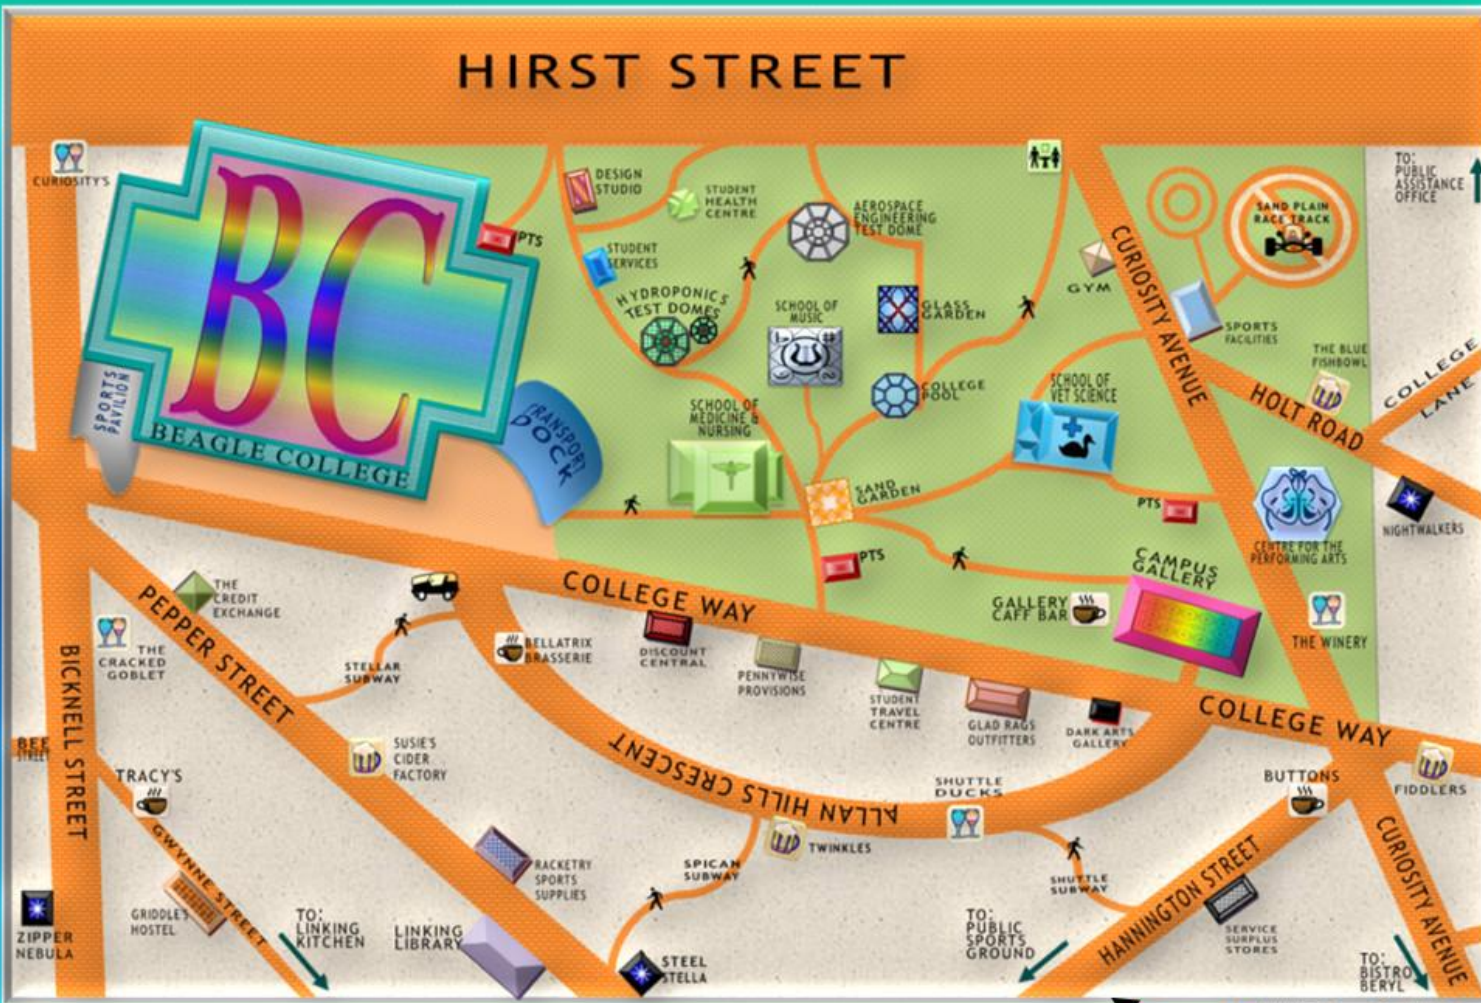 HIRST STREET
CURIOSITY'S
BC
BEAGLE COLLEGE
SPORTS
PAVILION
TRANSPORT
DOCK
PTS
DESIGN
STUDIO
STUDENT
HEALTH
CENTRE
STUDENT
SERVICES
HYDROPONICS
TEST DOMES
AEROSPACE
ENGINEERING
TEST DOME
SCHOOL OF
MUSIC
GLASS
GARDEN
COLLEGE
POOL
SCHOOL OF
MEDICINE &
NURSING
SAND
GARDEN
PTS
SCHOOL OF
VET SCIENCE
PTS
GYM
CURIOSITY AVENUE
SAND PLAIN
RACE TRACK
SPORTS
FACILITIES
TO:
PUBLIC
ASSISTANCE
OFFICE
THE BLUE
FISHBOWL
HOLT ROAD
COLLEGE
LANE
NIGHTWALKERS
CENTRE FOR THE
PERFORMING ARTS
CAMPUS
GALLERY
GALLERY
CAFF BAR
THE WINERY
COLLEGE WAY
COLLEGE WAY
THE
CREDIT
EXCHANGE
THE
CRACKED
GOBLET
PEPPER STREET
BICKNELL STREET
BEE
STREET
STELLAR
SUBWAY
BELLATRIX
BRASSERIE
DISCOUNT
CENTRAL
PENNYWISE
PROVISIONS
STUDENT
TRAVEL
CENTRE
GLAD RAGS
OUTFITTERS
DARK ARTS
GALLERY
ALLAN HILLS CRESCENT
SUSIE'S
CIDER
FACTORY
TRACY'S
GWYNNE STREET
GRIDDLE'S
HOSTEL
ZIPPER
NEBULA
TO:
LINKING
KITCHEN
LINKING
LIBRARY
RACKETRY
SPORTS
SUPPLIES
SPICAN
SUBWAY
STEEL
STELLA
TWINKLES
SHUTTLE
DUCKS
SHUTTLE
SUBWAY
BUTTONS
FIDDLERS
HANNINGTON STREET
CURIOSITY AVENUE
TO:
PUBLIC
SPORTS
GROUND
SERVICE
SURPLUS
STORES
TO:
BISTRO
BERYL